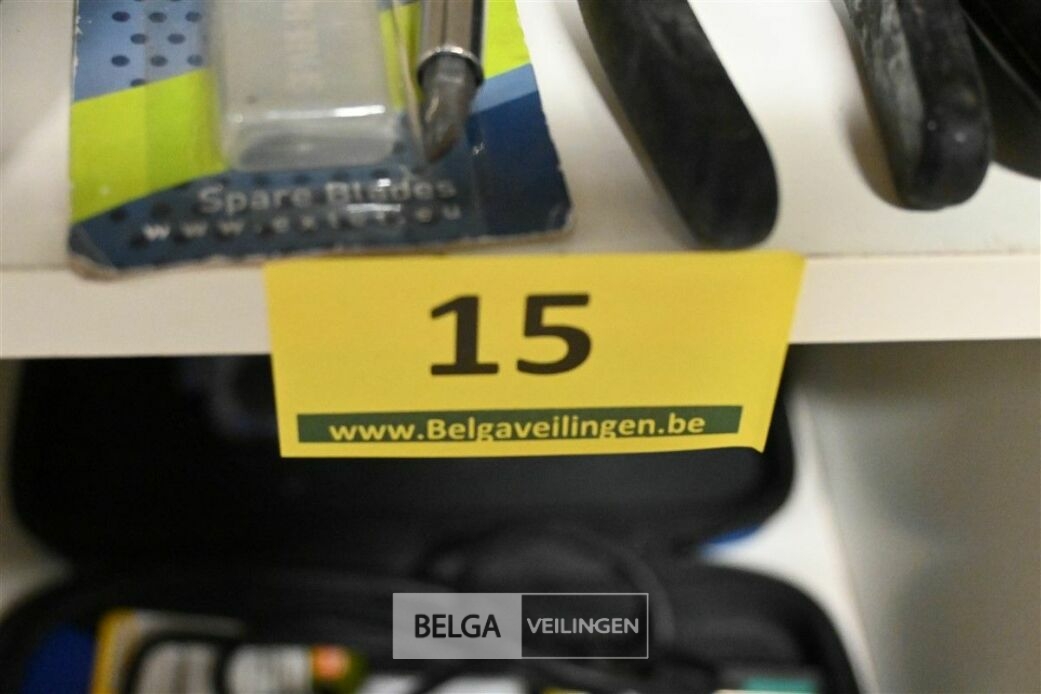 Spare Blades
15
www.Belgaveilingen.be
BELGA VEILINGEN